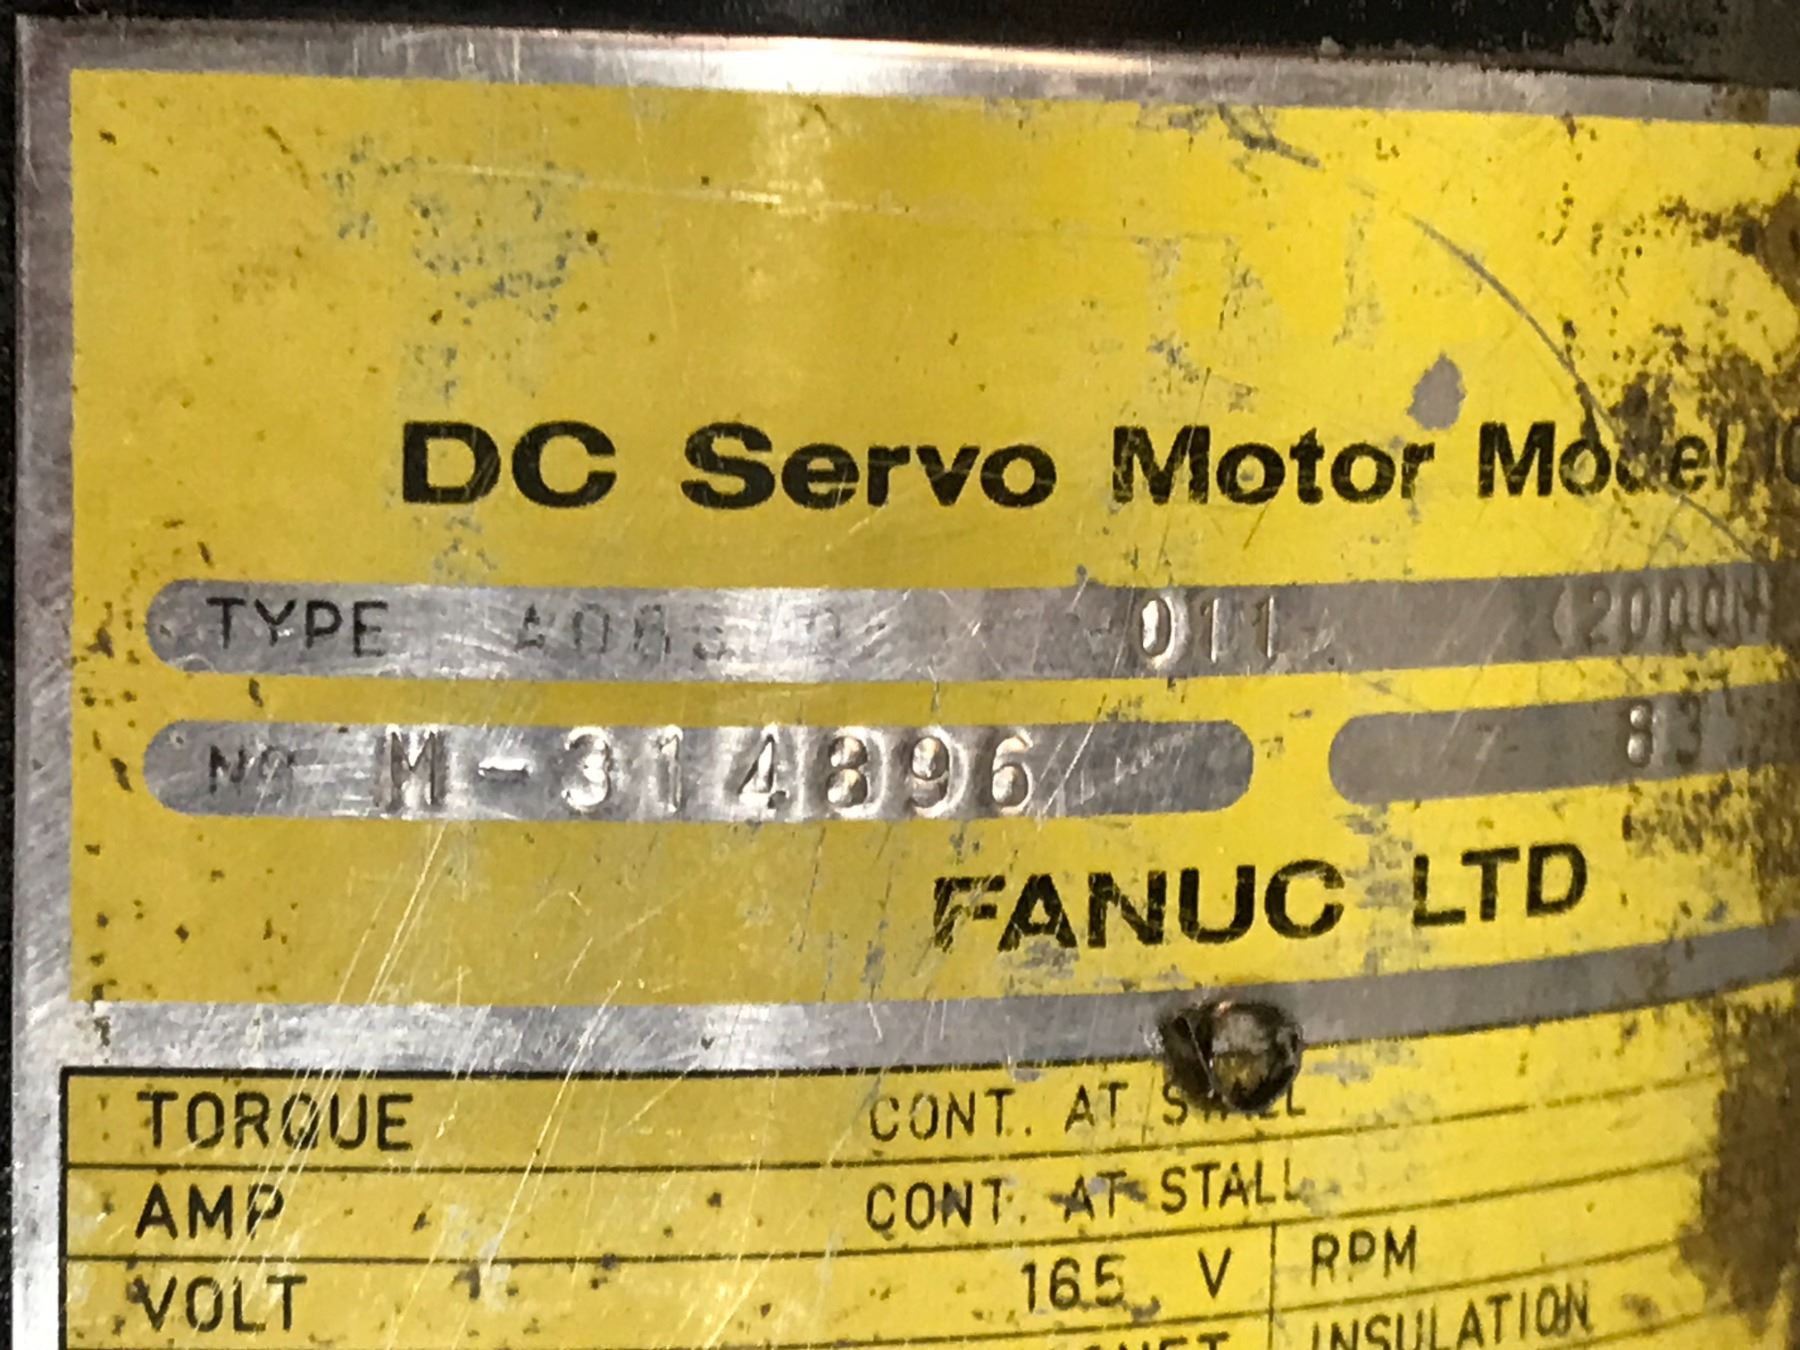 DC Servo Motor Model
TYPE 011
No M-314896 83
FANUC LTD
TORQUE CONT. AT STALL
AMP CONT. AT STALL
VOLT 165 V RPM
INSULATION